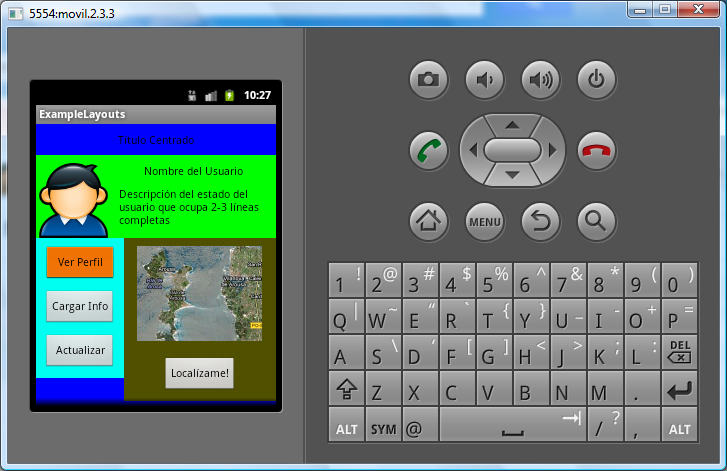 5554:movil.2.3.3
10:27
ExampleLayouts
Título Centrado
Nombre del Usuario
Descripción del estado del
usuario que ocupa 2-3 líneas
completas
Ver Perfil
Cargar Info
Actualizar
Localízame!
MENU
1 ! 2 @ 3 # 4 $ 5 % 6 ^ 7 & 8 * 9 ( 0 )
Q | W ~ E “ R ` T { Y } U _ I - O + P =
A S \ D ‘ F [ G ] H < J > K ; L : DEL
Z X C V B N M .
ALT SYM @ / ? , ALT